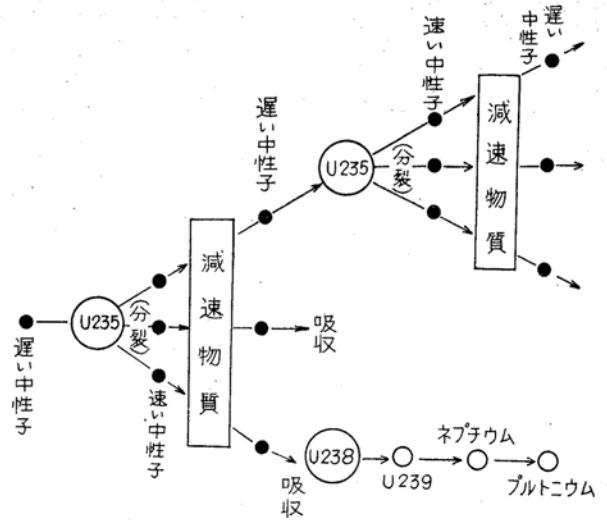 遅い中性子
U235
(分裂)
速い中性子
減速物質
遅い中性子
U235
(分裂)
速い中性子
減速物質
遅い中性子
吸収
吸収
U238
U239
ネプチウム
プルトニウム